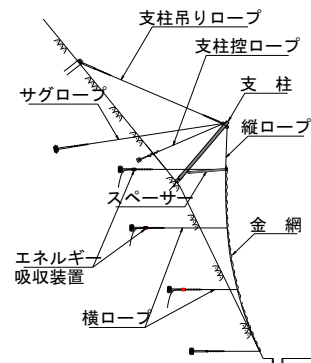 支柱吊りロープ
支柱控ロープ
サグロープ
支 柱
縦ロープ
スペーサー
金 網
エネルギー
吸収装置
横ロープ